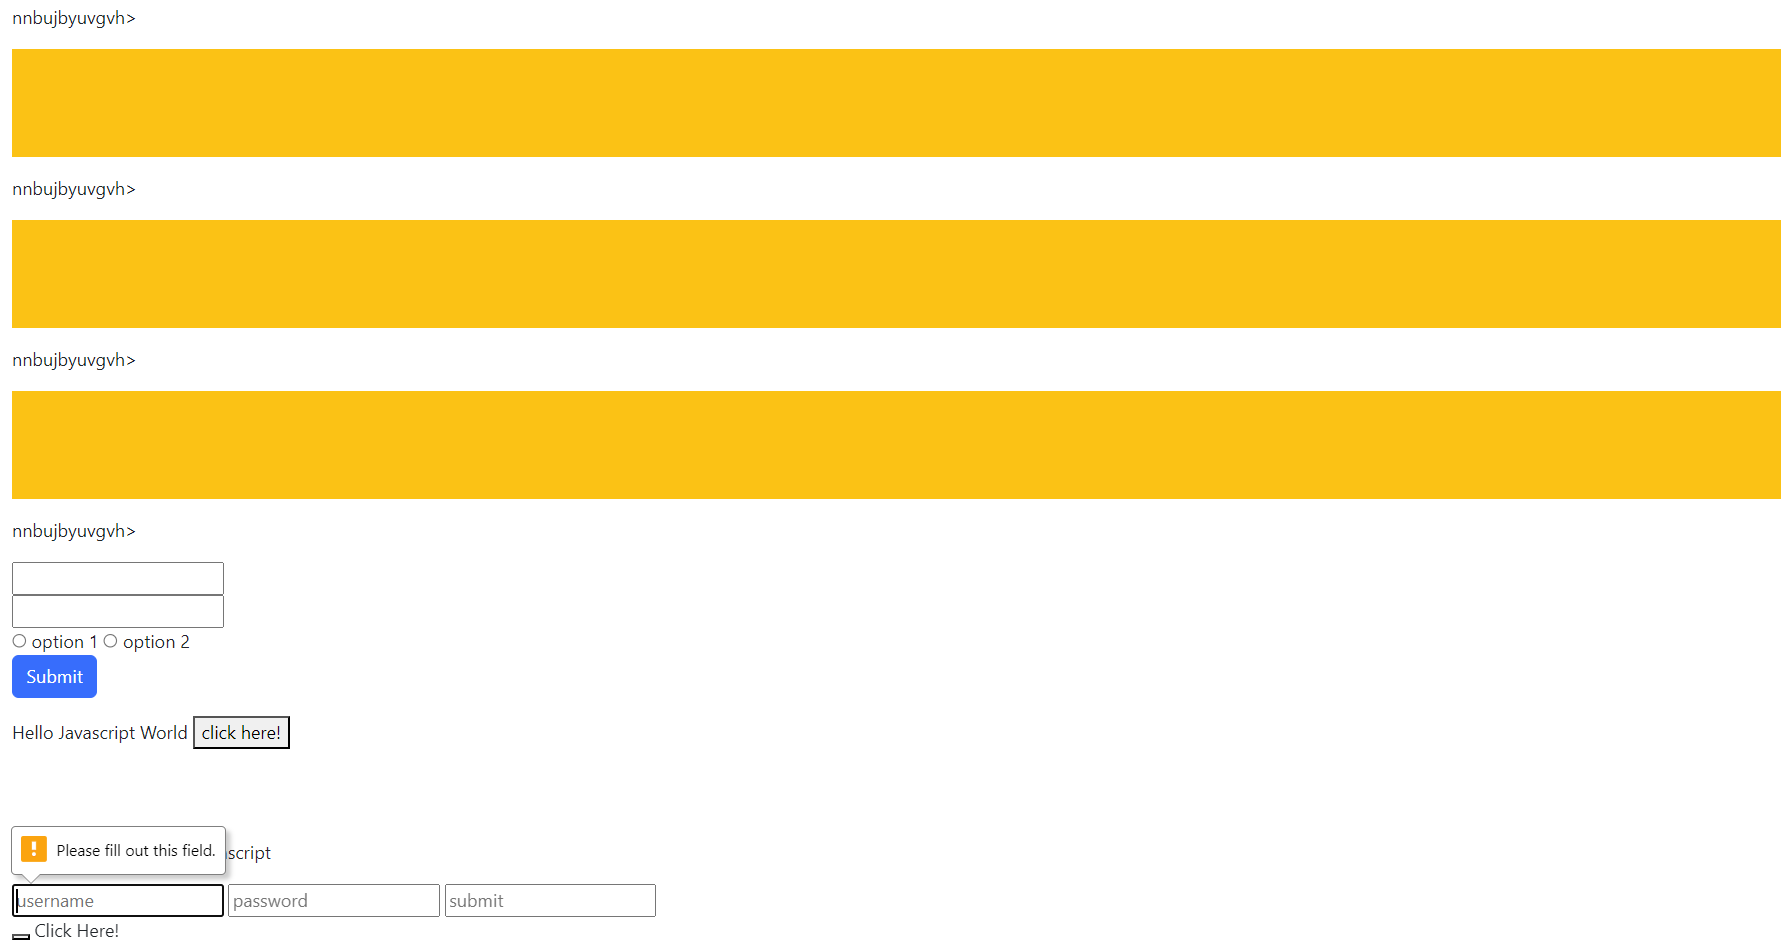 nnbujbyuvgvh>
nnbujbyuvgvh>
nnbujbyuvgvh>
nnbujbyuvgvh>
option 1 option 2
Submit
Hello Javascript World click here!
Please fill out this field.
script
username password submit
Click Here!